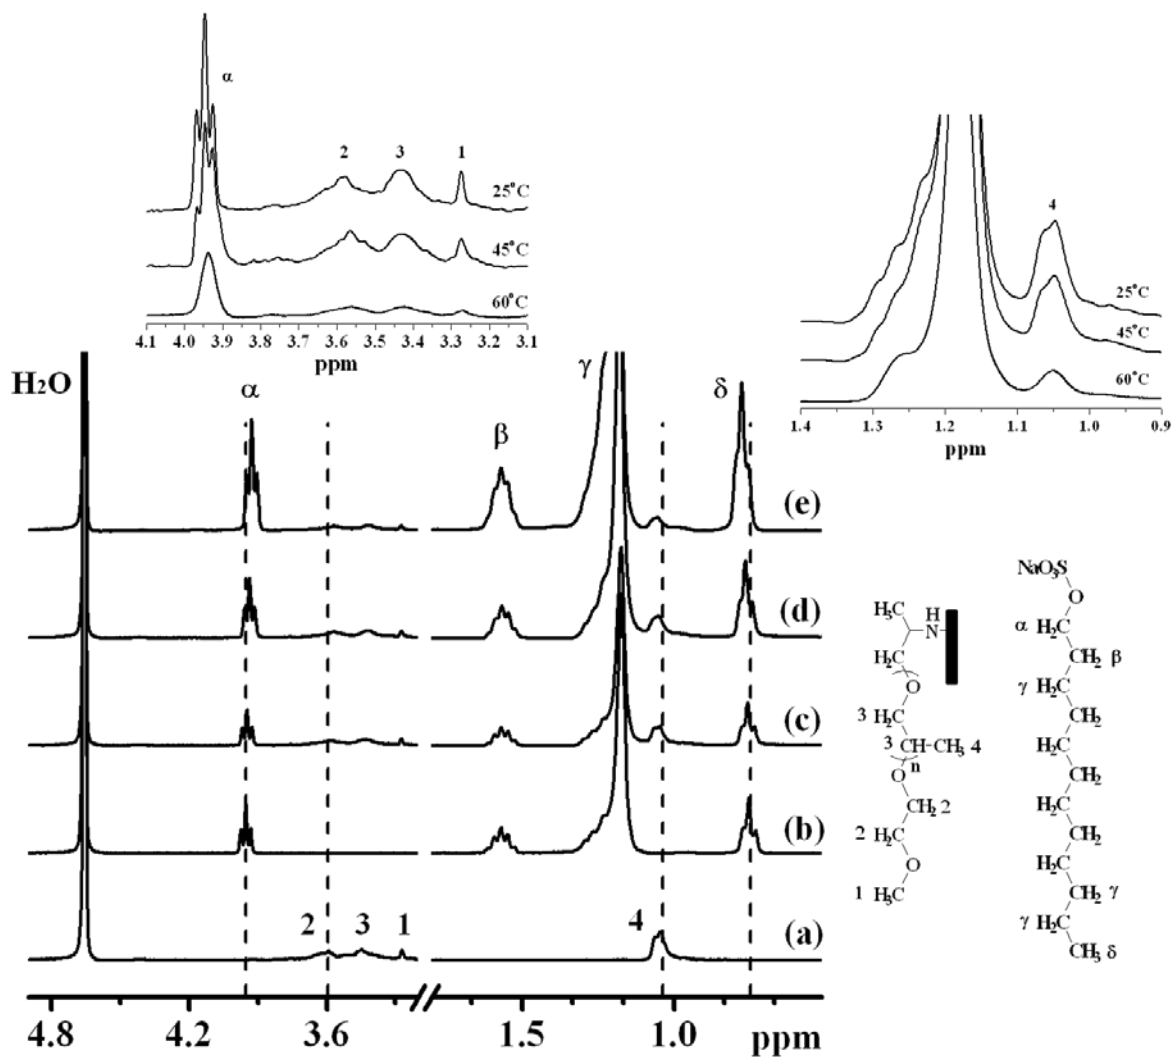 α
2
3
1
25°C
45°C
60°C
4.1 4.0 3.9 3.8 3.7 3.6 3.5 3.4 3.3 3.2 3.1
ppm
4
25°C
45°C
60°C
1.4 1.3 1.2 1.1 1.0 0.9
ppm
H₂O
α
γ
β
δ
(e)
(d)
(c)
(b)
2
3
1
4
(a)
4.8 4.2 3.6 1.5 1.0 ppm
H₃C
H
N
H₂C
O
3 H₂C
3 CH CH₃ 4
n
O
CH₂ 2
2 H₂C
O
1 H₃C
NaO₃S
O
α H₂C
CH₂ β
γ H₂C
CH₂
H₂C
CH₂
H₂C
CH₂
H₂C
CH₂ γ
γ H₂C
CH₃ δ